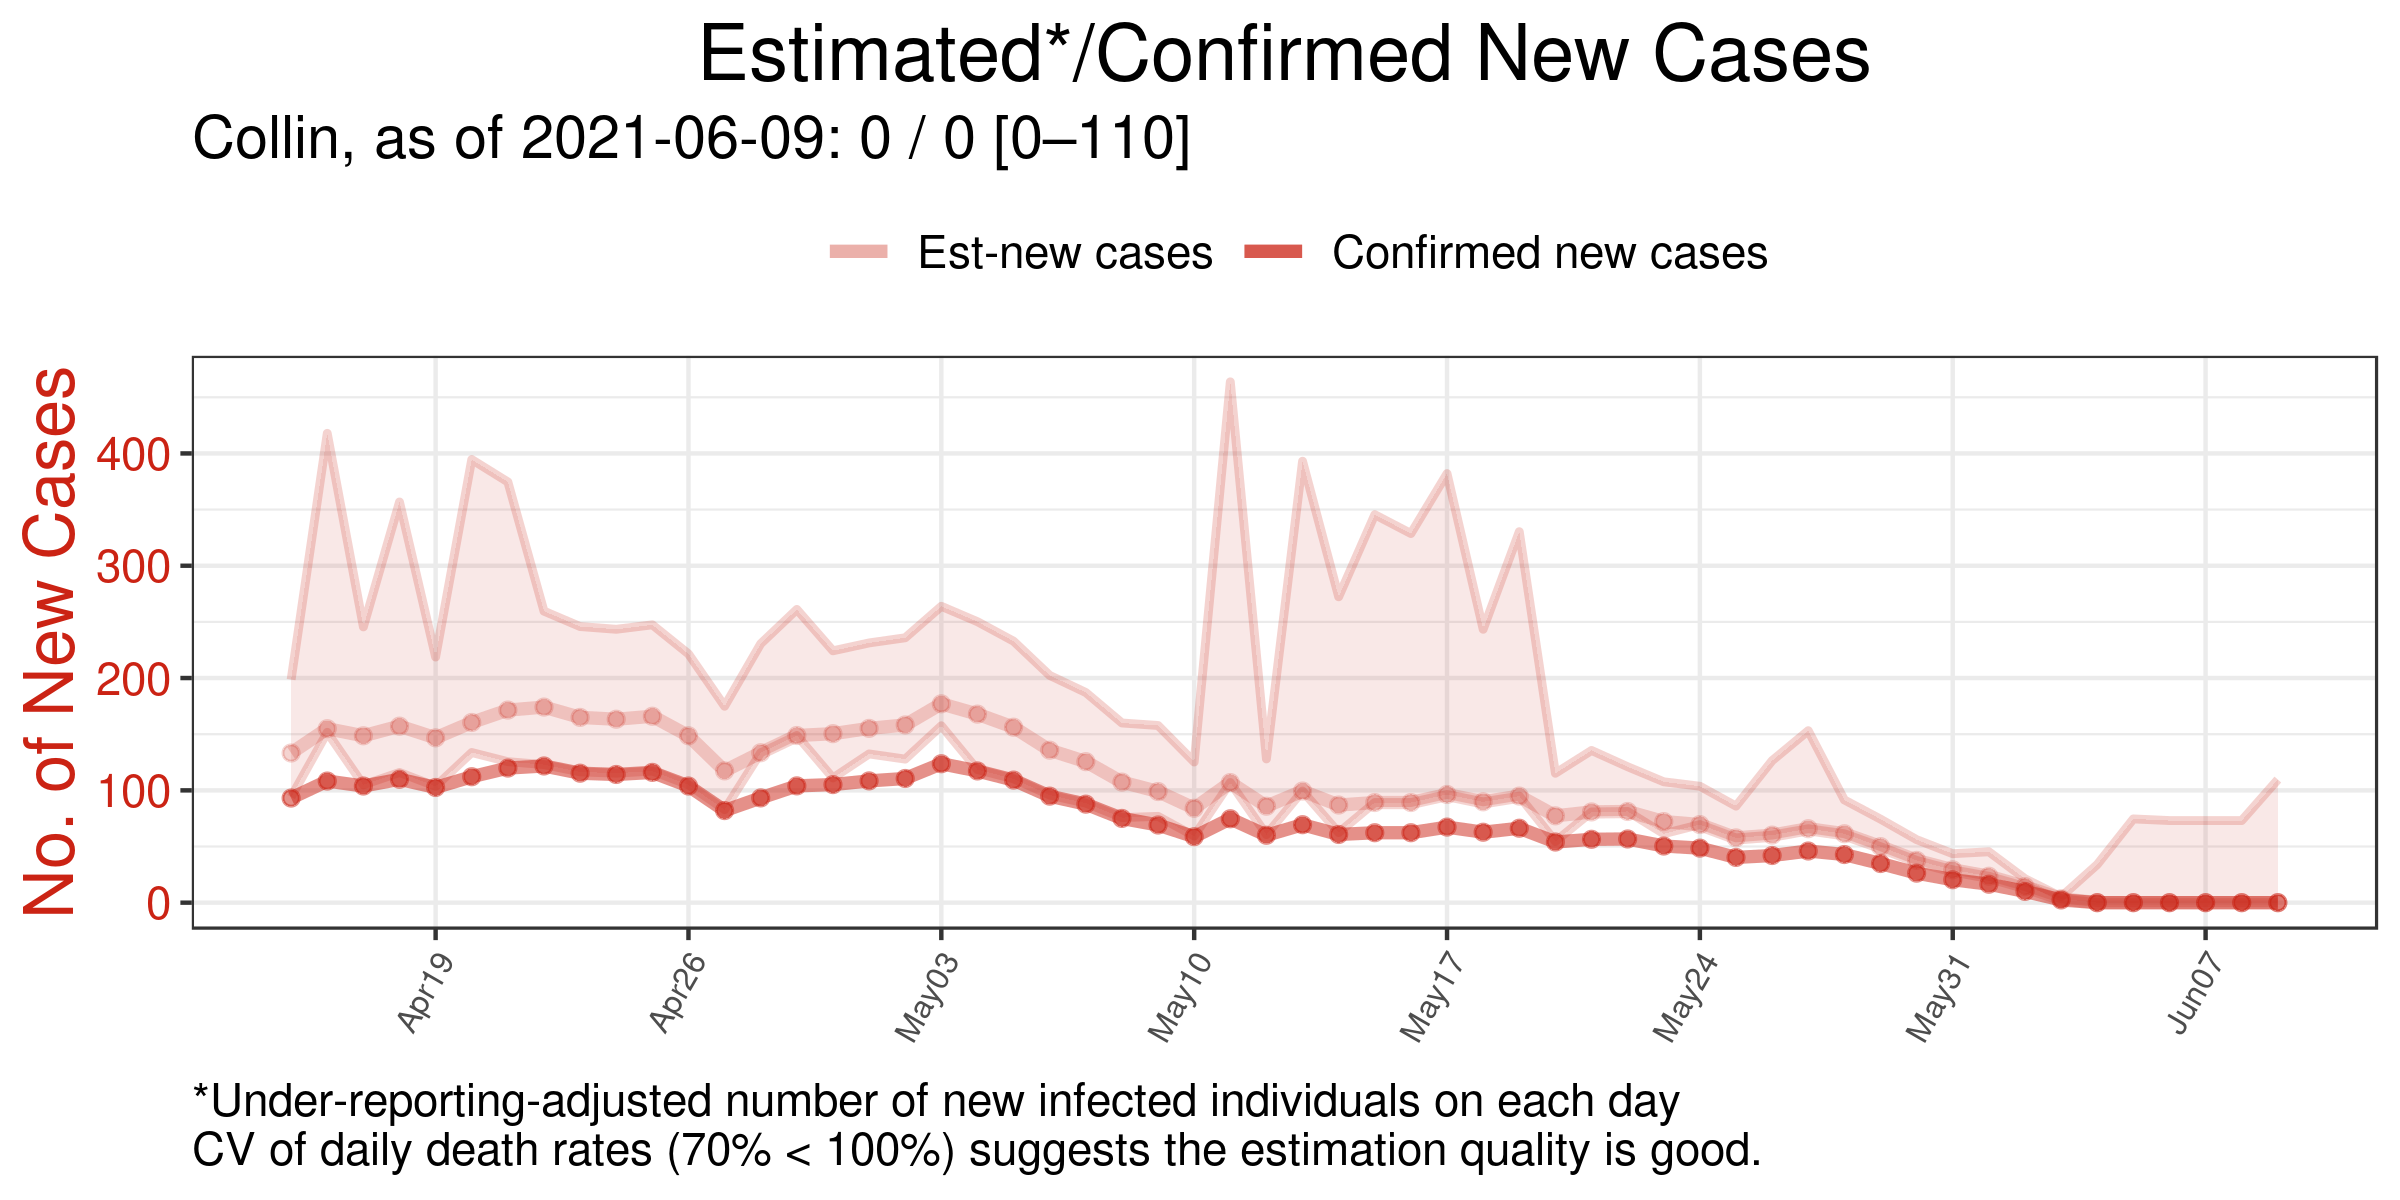 Estimated*/Confirmed New Cases
Collin, as of 2021-06-09: 0 / 0 [0–110]
Est-new cases
Confirmed new cases
No. of New Cases
400
300
200
100
0
Apr19
Apr26
May03
May10
May17
May24
May31
Jun07
*Under-reporting-adjusted number of new infected individuals on each day
CV of daily death rates (70% < 100%) suggests the estimation quality is good.